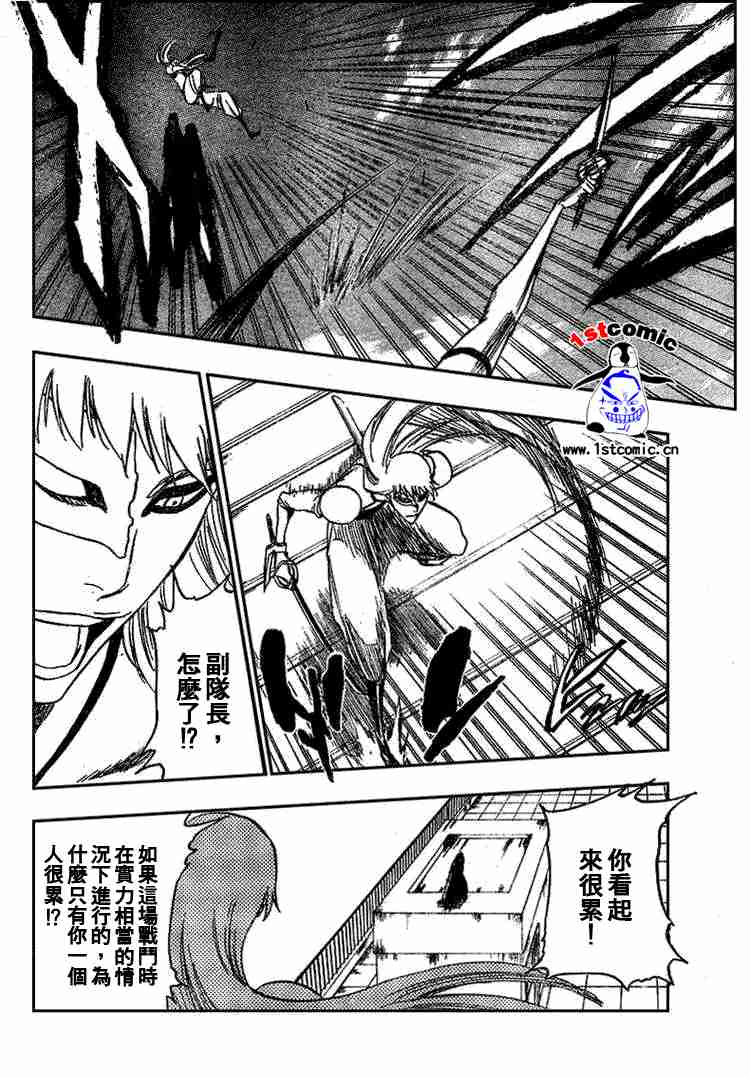 1stcomic
www.1stcomic.cn
副隊長，
怎麼了!?
你看起
來很累！
如果這場戰鬥時
在實力相當的情
況下進行的，為
什麼只有你一個
人很累!?